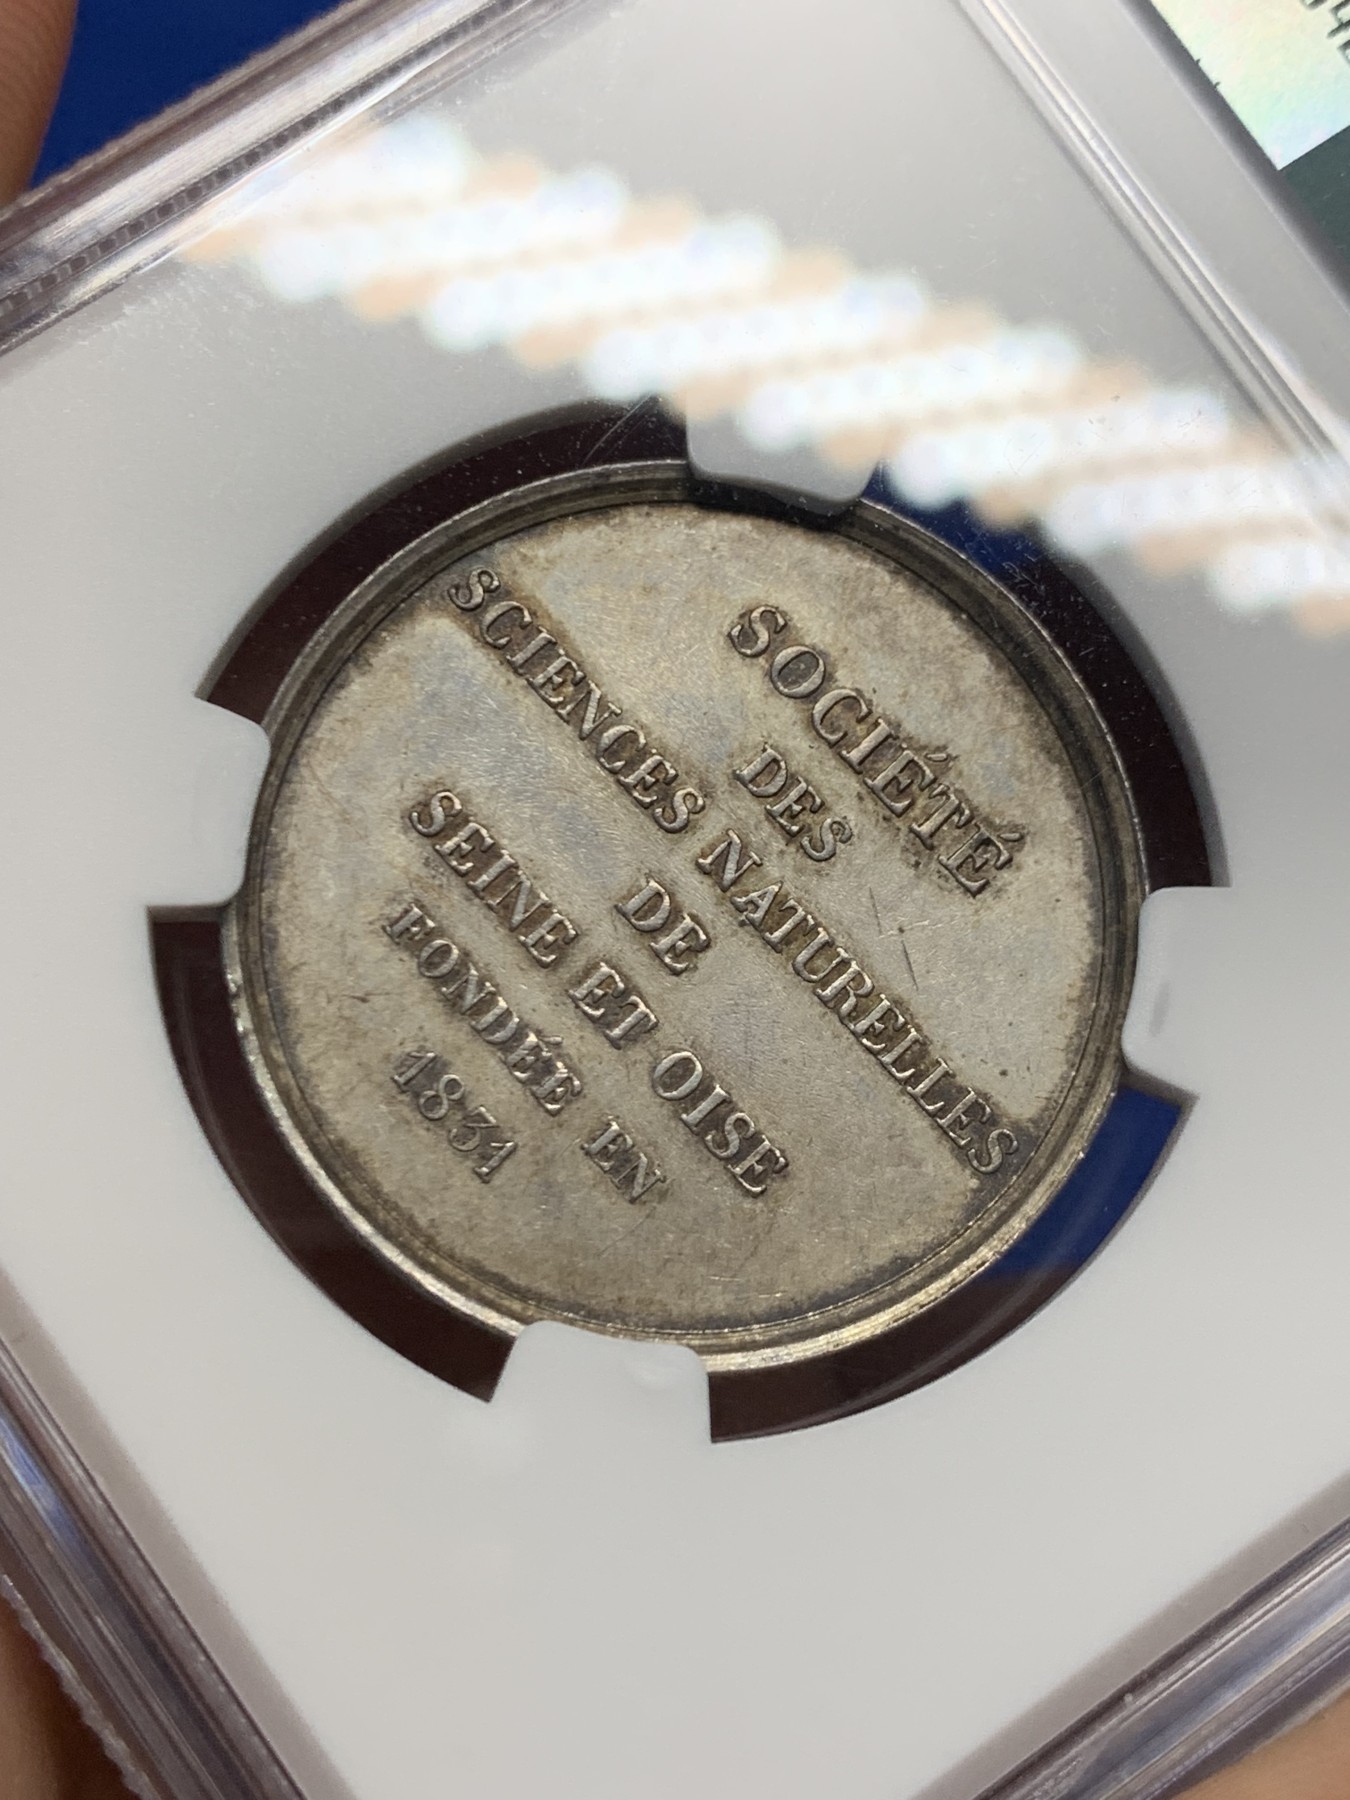 SOCIÉTÉ
DES
SCIENCES NATURELLES
DE
SEINE ET OISE
FONDÉE EN
1831